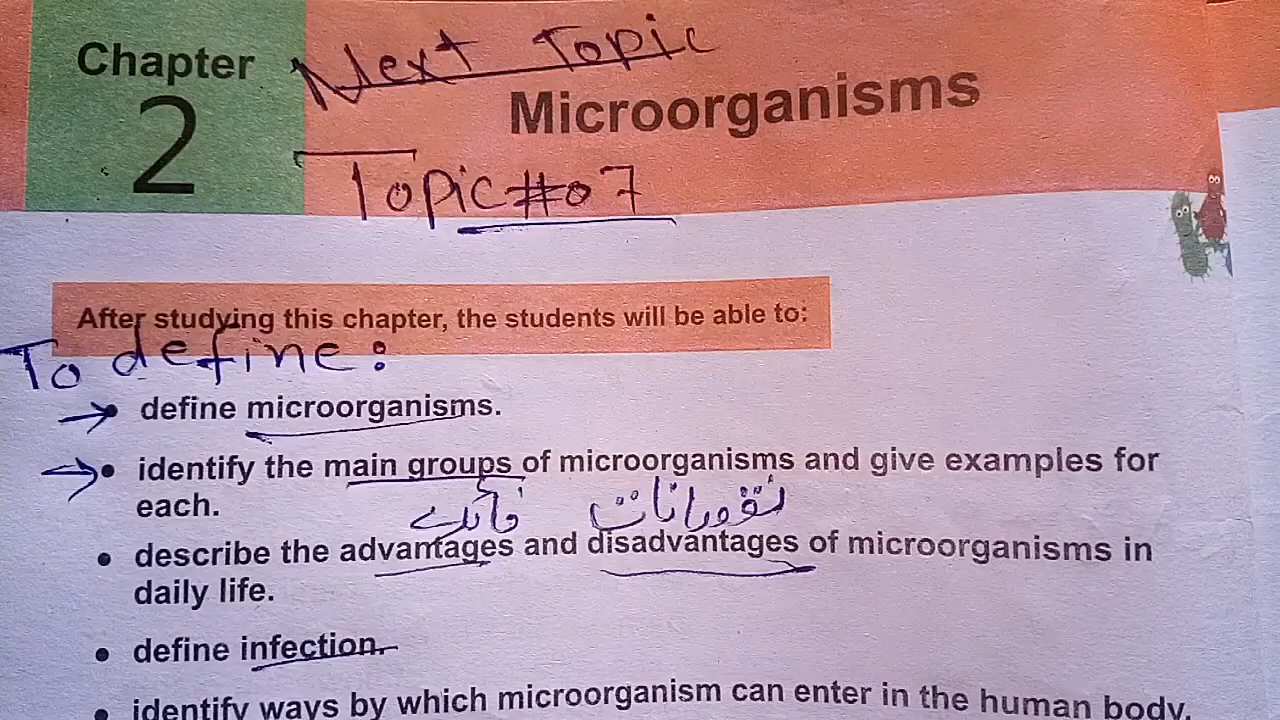 Chapter
2
Next Topic
Microorganisms
Topic #07
After studying this chapter, the students will be able to:
To define:
• define microorganisms.
• identify the main groups of microorganisms and give examples for
each.
فائدے نقورانات
• describe the advantages and disadvantages of microorganisms in
daily life.
• define infection.
• identify ways by which microorganism can enter in the human body.